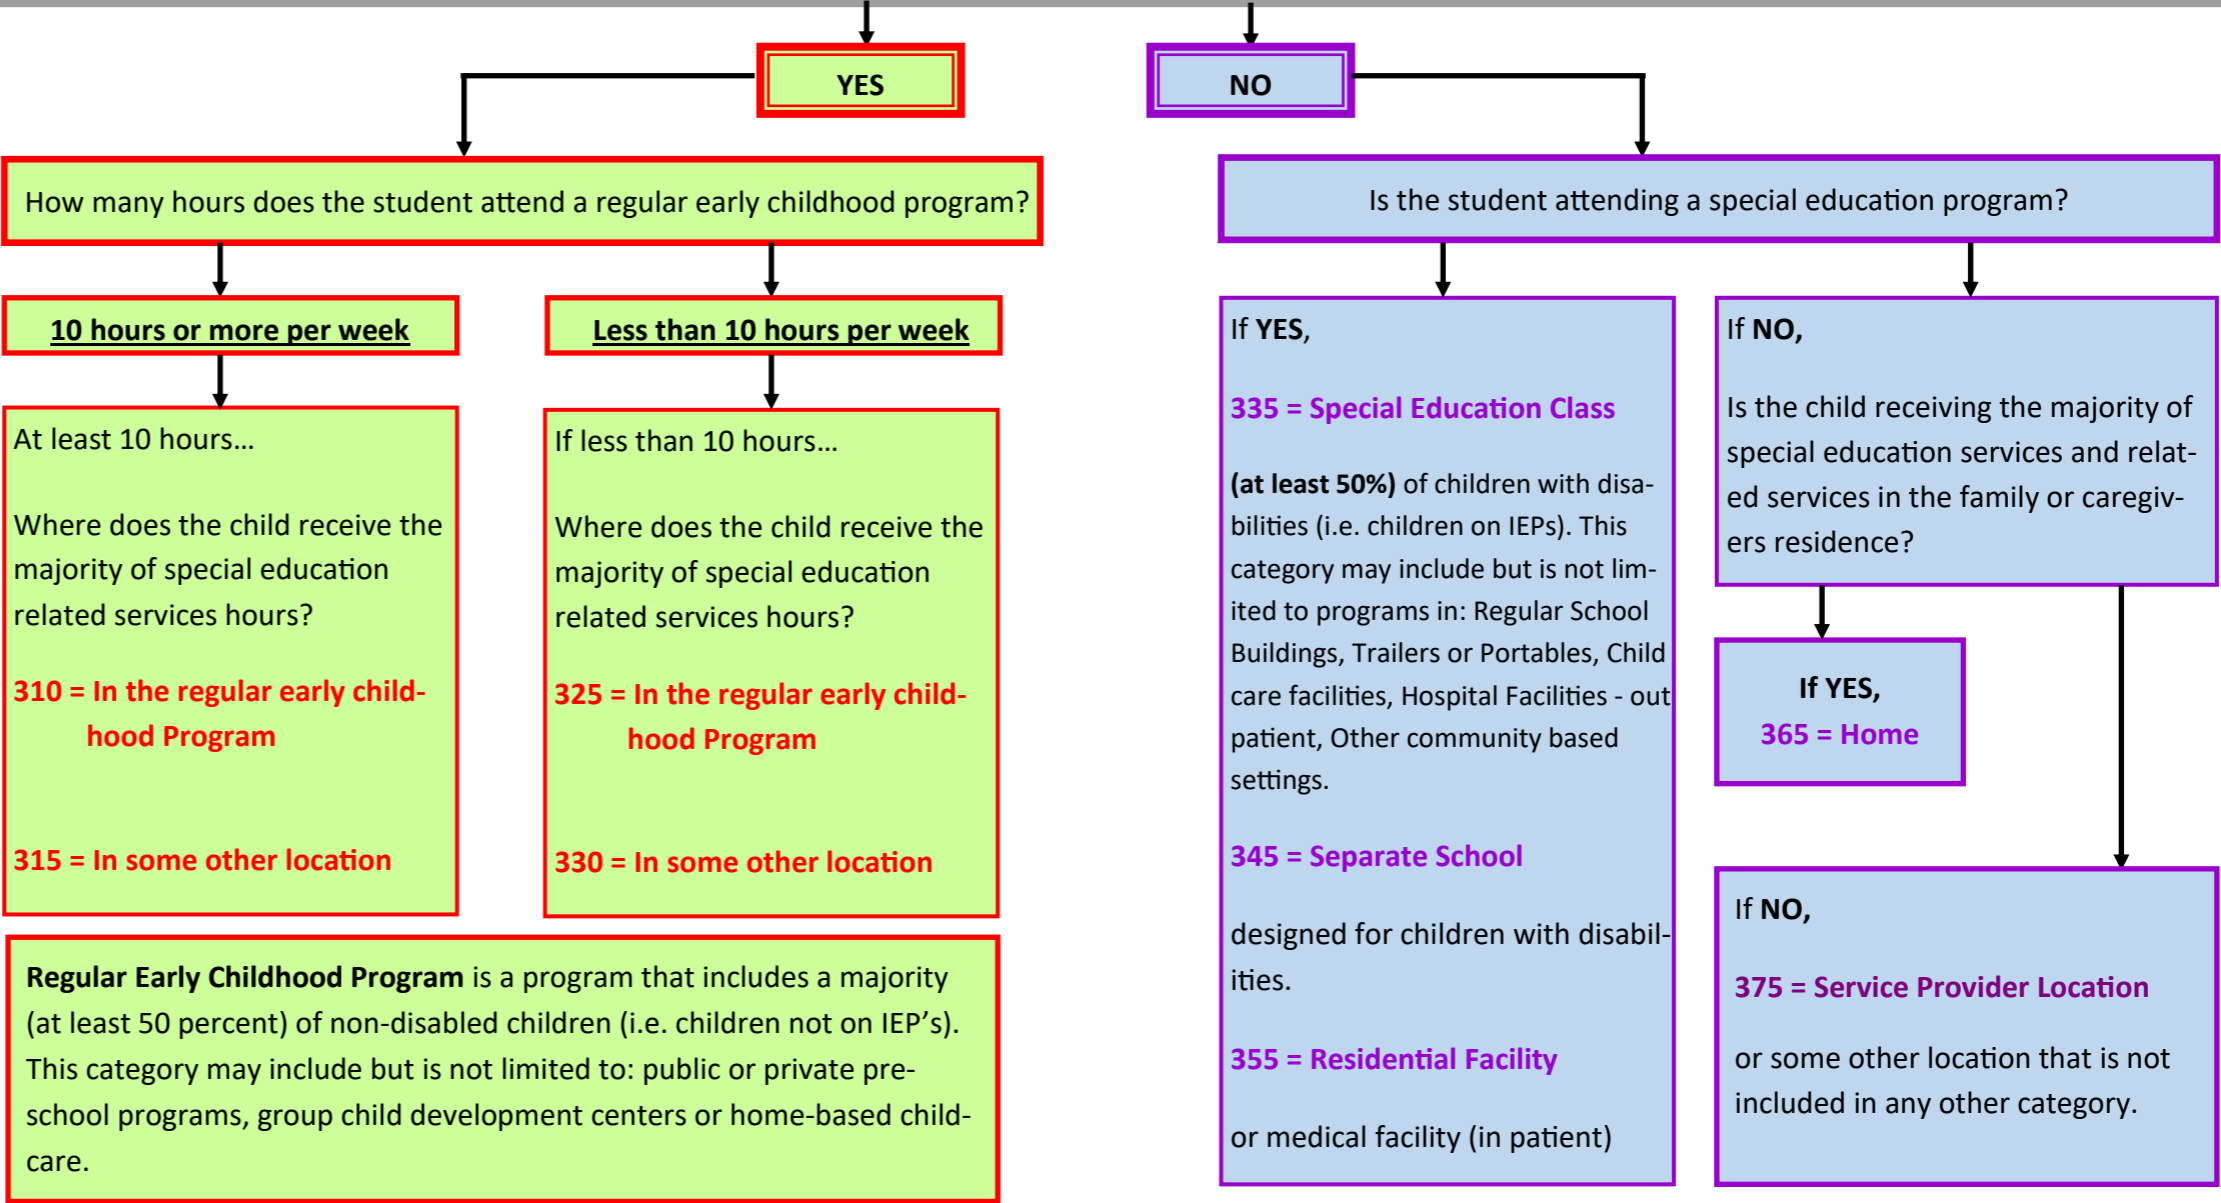 YES
NO
How many hours does the student attend a regular early childhood program?
10 hours or more per week
Less than 10 hours per week
At least 10 hours…
Where does the child receive the
majority of special education
related services hours?
310 = In the regular early child-
hood Program
315 = In some other location
If less than 10 hours…
Where does the child receive the
majority of special education
related services hours?
325 = In the regular early child-
hood Program
330 = In some other location
Regular Early Childhood Program is a program that includes a majority
(at least 50 percent) of non-disabled children (i.e. children not on IEP’s).
This category may include but is not limited to: public or private pre-
school programs, group child development centers or home-based child-
care.
Is the student attending a special education program?
If YES,
335 = Special Education Class
(at least 50%) of children with disa-
bilities (i.e. children on IEPs). This
category may include but is not lim-
ited to programs in: Regular School
Buildings, Trailers or Portables, Child
care facilities, Hospital Facilities - out
patient, Other community based
settings.
345 = Separate School
designed for children with disabil-
ities.
355 = Residential Facility
or medical facility (in patient)
If NO,
Is the child receiving the majority of
special education services and relat-
ed services in the family or caregiv-
ers residence?
If YES,
365 = Home
If NO,
375 = Service Provider Location
or some other location that is not
included in any other category.